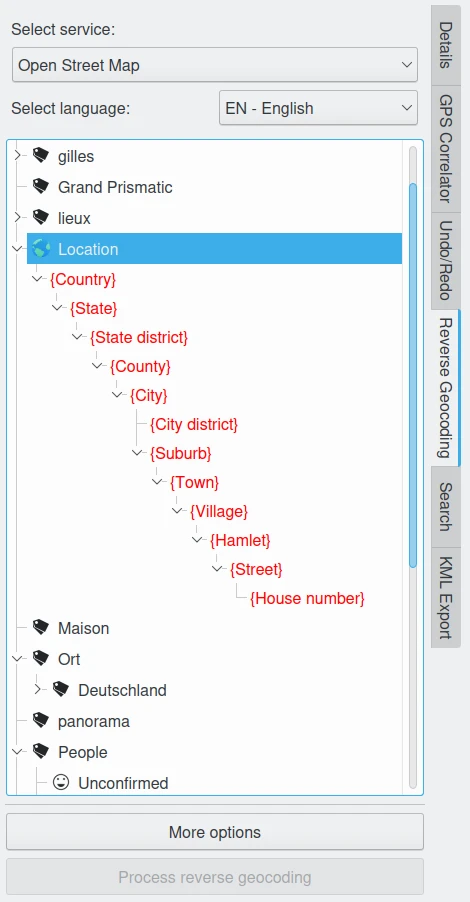 Select service:
Open Street Map
Select language:
EN - English
gilles
Grand Prismatic
lieux
Location
{Country}
{State}
{State district}
{County}
{City}
{City district}
{Suburb}
{Town}
{Village}
{Hamlet}
{Street}
{House number}
Maison
Ort
Deutschland
panorama
People
Unconfirmed
More options
Process reverse geocoding
Details
GPS Correlator
Undo/Redo
Reverse Geocoding
Search
KML Export